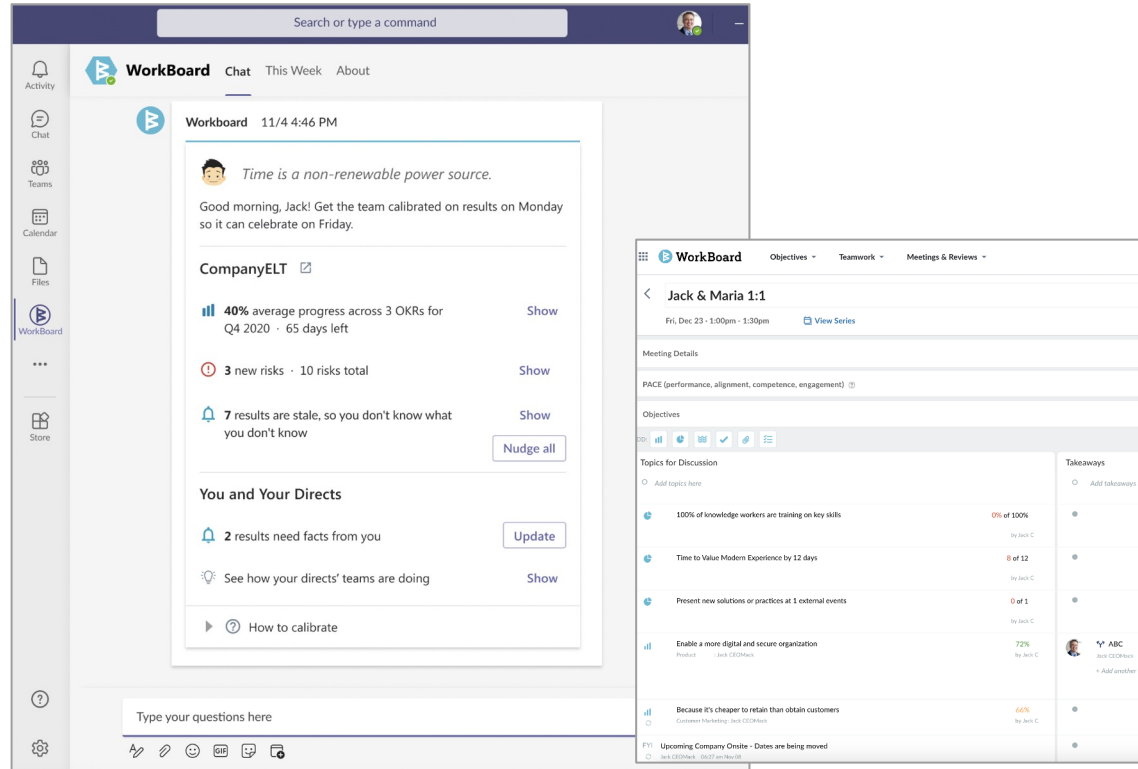 Search or type a command
Activity
Chat
Teams
Calendar
Files
WorkBoard
Store
WorkBoard Chat This Week About
Workboard 11/4 4:46 PM
Time is a non-renewable power source.
Good morning, Jack! Get the team calibrated on results on Monday
so it can celebrate on Friday.
CompanyELT
40% average progress across 3 OKRs for Show
Q4 2020 · 65 days left
3 new risks · 10 risks total Show
7 results are stale, so you don't know what Show
you don't know
Nudge all
You and Your Directs
2 results need facts from you Update
See how your directs' teams are doing Show
How to calibrate
Type your questions here
GIF
WorkBoard Objectives Teamwork Meetings & Reviews
Jack & Maria 1:1
Fri, Dec 23 - 1:00pm - 1:30pm View Series
Meeting Details
PACE (performance, alignment, competence, engagement)
Objectives
Topics for Discussion Takeaways
Add topics here Add takeaways
100% of knowledge workers are training on key skills 0% of 100%
by Jack C
Time to Value Modern Experience by 12 days 8 of 12
by Jack C
Present new solutions or practices at 1 external events 0 of 1
by Jack C
Enable a more digital and secure organization 72% ABC
Product : Jack CEOMack by Jack C Jack CEOMack
+ Add another
Because it's cheaper to retain than obtain customers 66%
Customer Marketing- Jack CEOMack by Jack C
FYI Upcoming Company Onsite - Dates are being moved
Jack CEOMack 06:27 am Nov 08